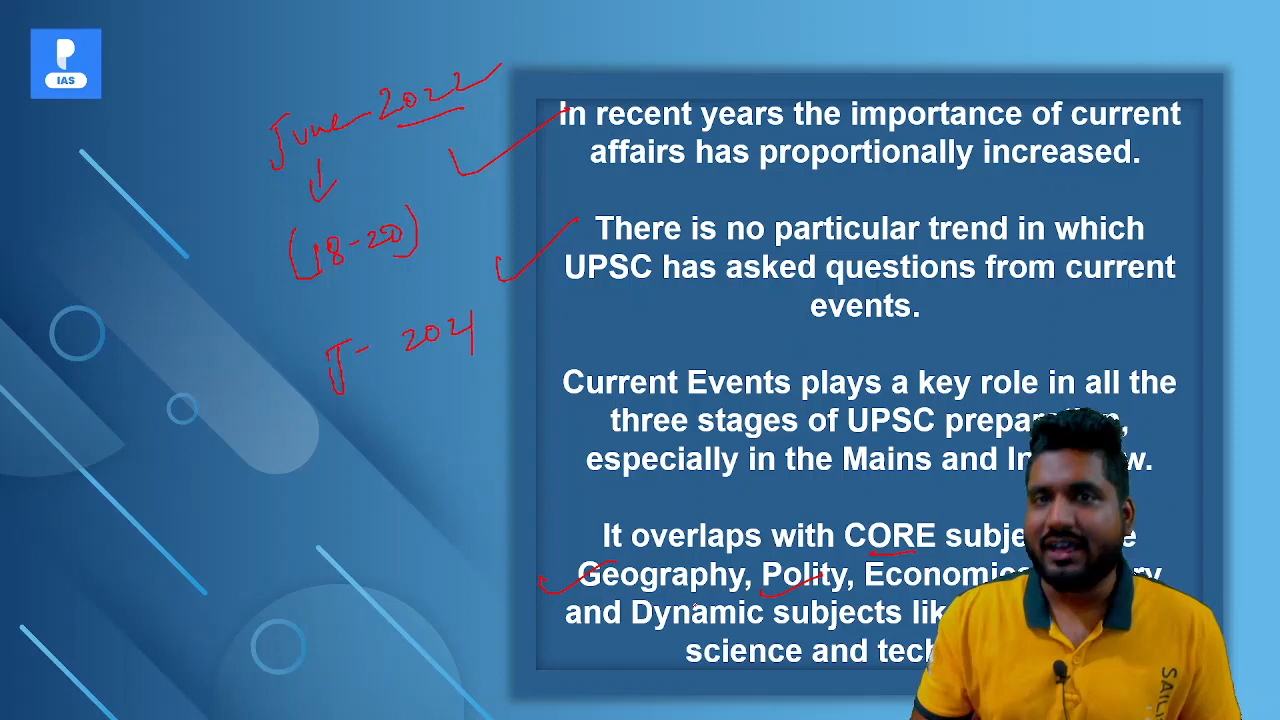 P
IAS
June - 2022
(18-20)
J- 2021
In recent years the importance of current
affairs has proportionally increased.
There is no particular trend in which
UPSC has asked questions from current
events.
Current Events plays a key role in all the
three stages of UPSC
especially in the Mains and
It overlaps with CORE
Geography, Polity,
and Dynamic subjects
science and